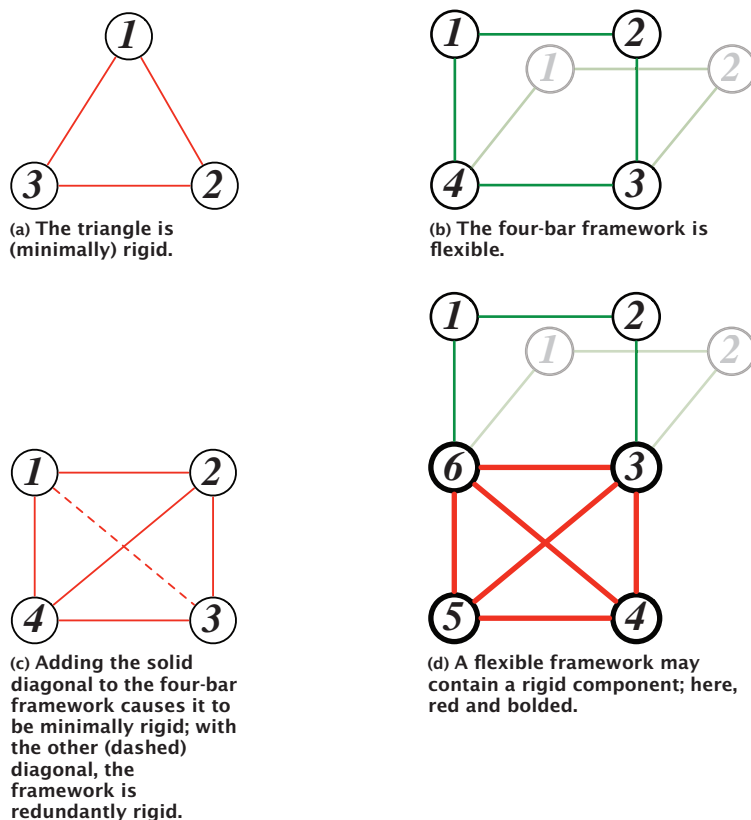 1
3
2
(a) The triangle is
(minimally) rigid.
1
2
1
2
4
3
(b) The four-bar framework is
flexible.
1
2
4
3
(c) Adding the solid
diagonal to the four-bar
framework causes it to
be minimally rigid; with
the other (dashed)
diagonal, the
framework is
redundantly rigid.
1
2
1
2
6
3
5
4
(d) A flexible framework may
contain a rigid component; here,
red and bolded.